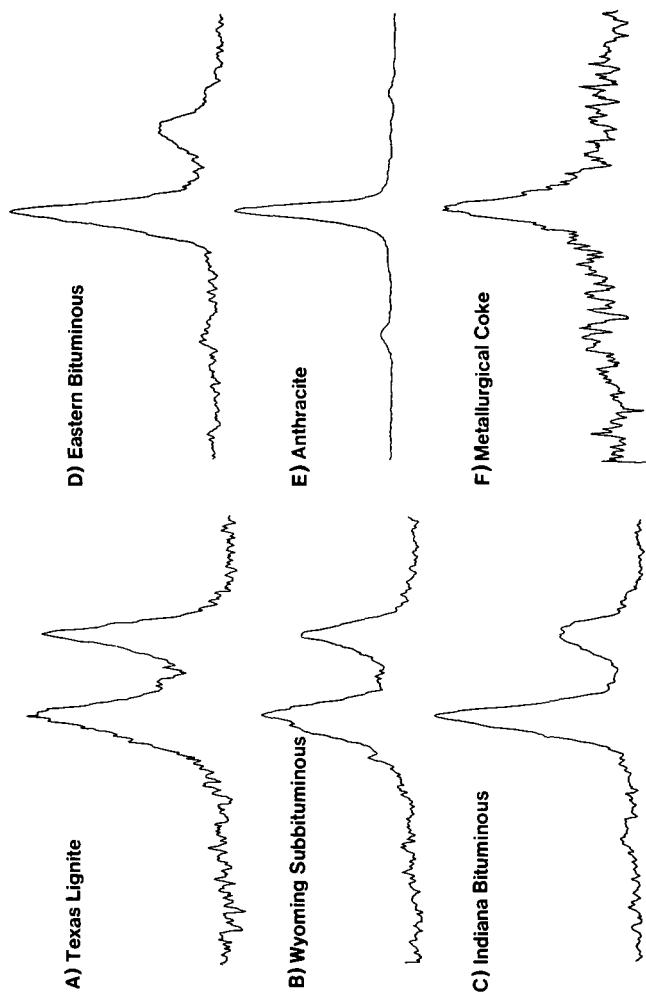 A) Texas Lignite
B) Wyoming Subbituminous
C) Indiana Bituminous
D) Eastern Bituminous
E) Anthracite
F) Metallurgical Coke